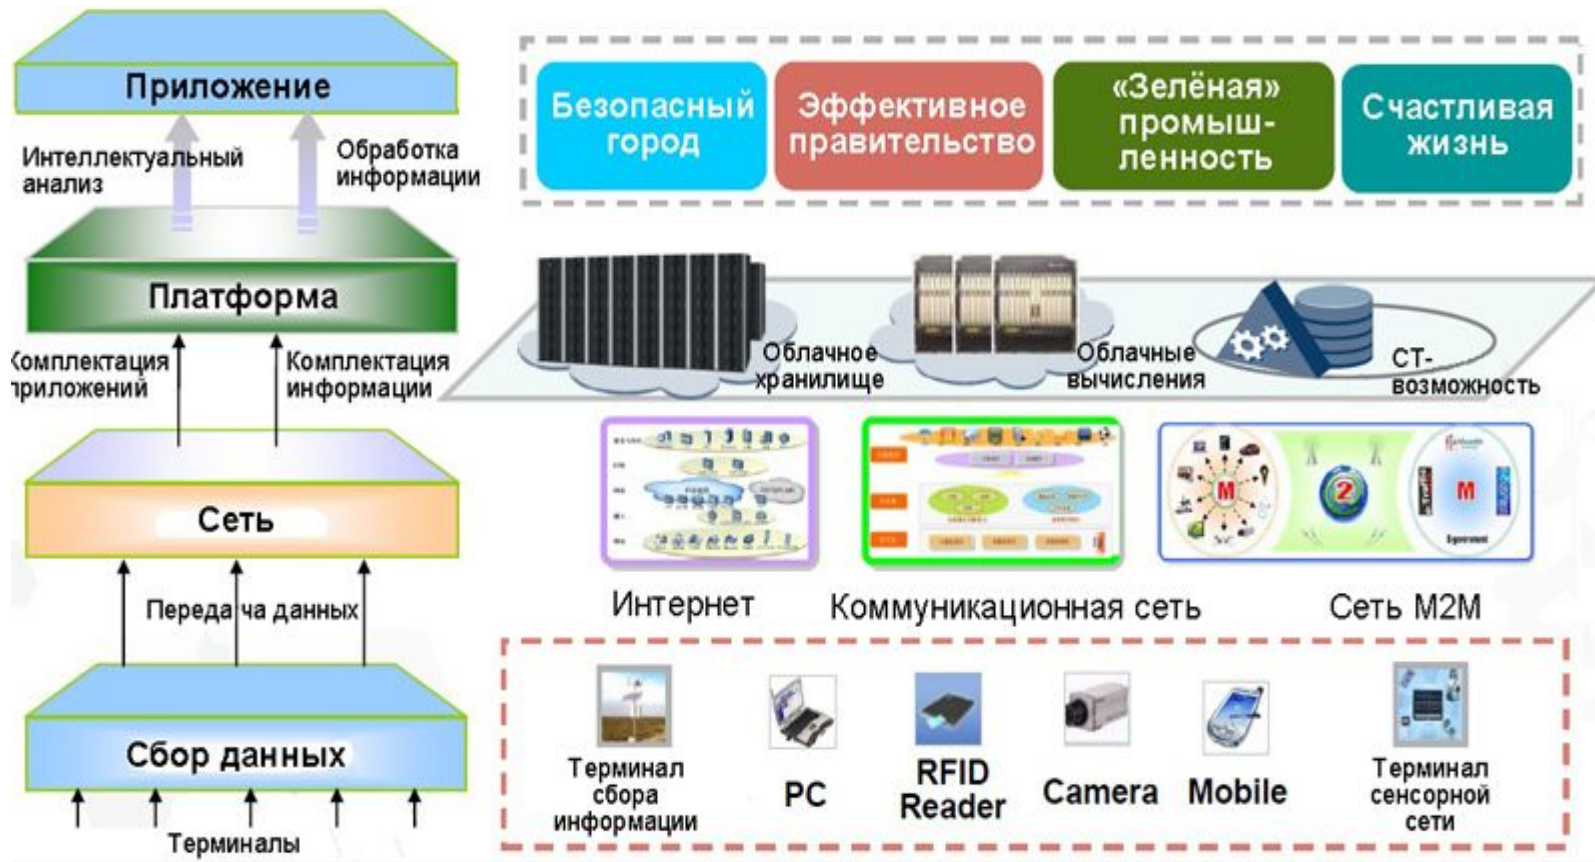 Приложение
Интеллектуальный
анализ
Обработка
информации
Платформа
Комплектация
приложений
Комплектация
информации
Сеть
Передача данных
Сбор данных
Терминалы
Безопасный
город
Эффективное
правительство
«Зелёная»
промыш-
ленность
Счастливая
жизнь
Облачное
хранилище
Облачные
вычисления
СТ-
возможность
M
2
M
Интернет
Коммуникационная сеть
Сеть М2М
Терминал
сбора
информации
PC
RFID
Reader
Camera
Mobile
Терминал
сенсорной
сети